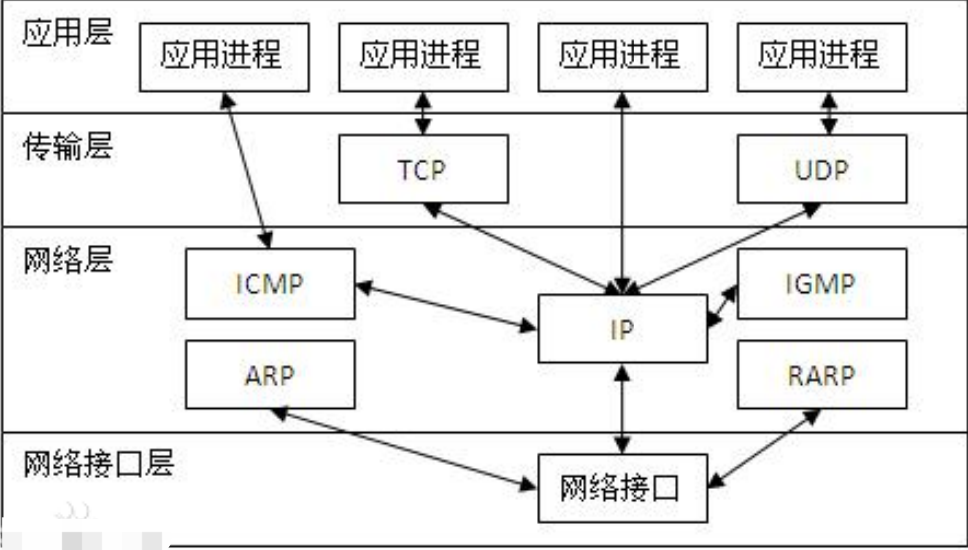 应用层
应用进程 应用进程 应用进程 应用进程
传输层
TCP UDP
网络层
ICMP IGMP
IP
ARP RARP
网络接口层
网络接口